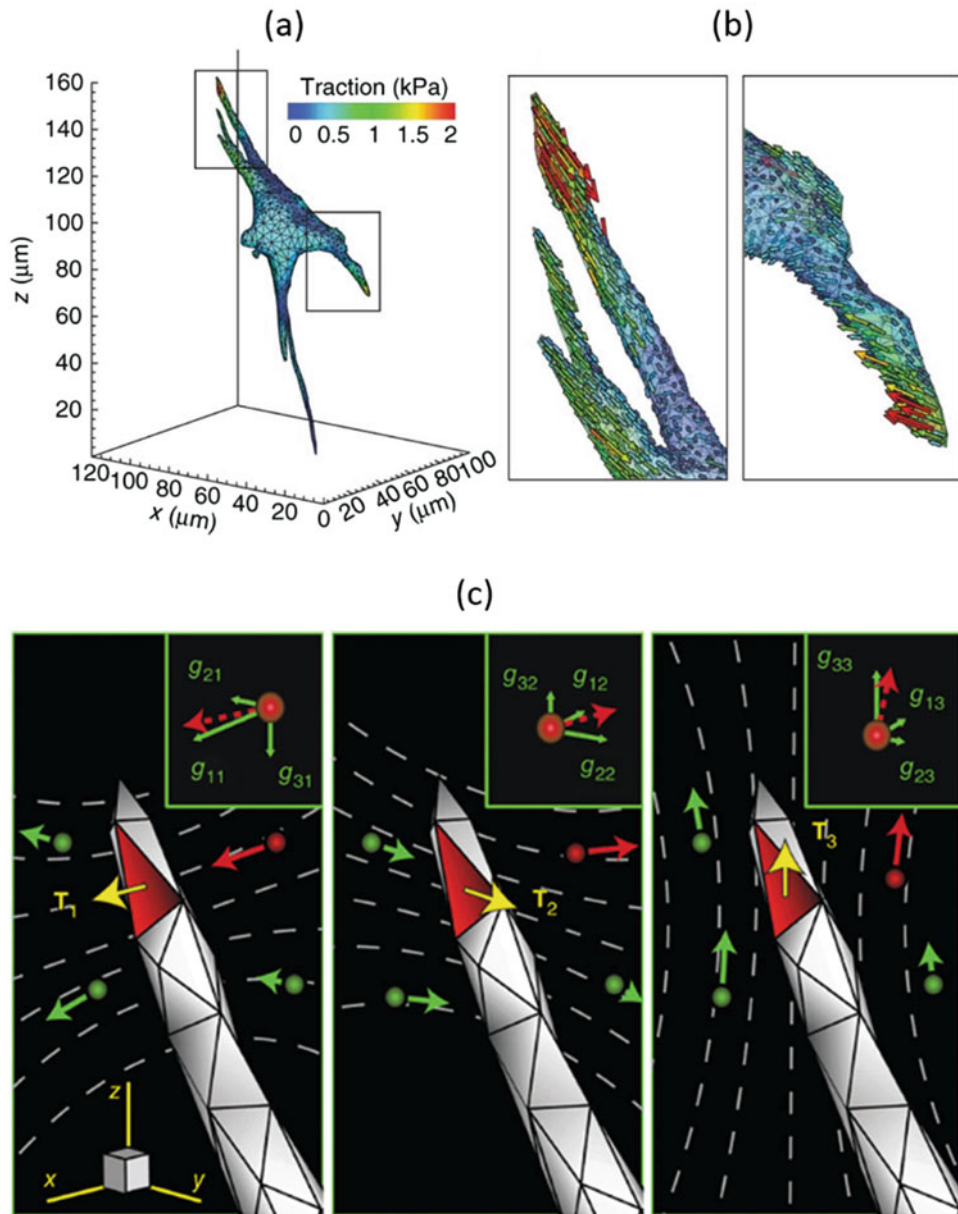 (a)
(b)
Traction (kPa)
0 0.5 1 1.5 2
160
140
120
100
80
60
40
20
z (μm)
120 100 80 60 40 20 0
x (μm)
20 40 60 80 100
y (μm)
(c)
g21
g11
g31
T1
z
x
y
g32
g12
g22
T2
g33
g13
g23
T3